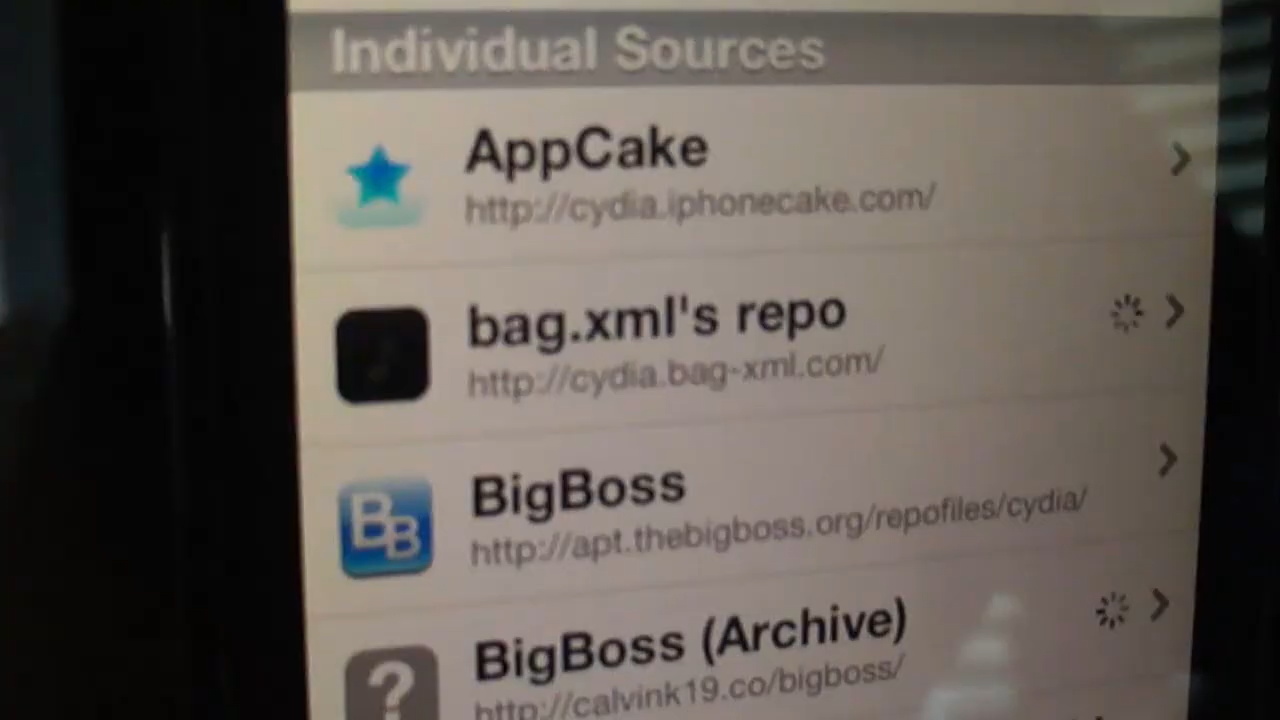 Individual Sources
AppCake
http://cydia.iphonecake.com/
bag.xml's repo
http://cydia.bag-xml.com/
BigBoss
BB
http://apt.thebigboss.org/repofiles/cydia/
BigBoss (Archive)
?
http://calvink19.co/bigboss/